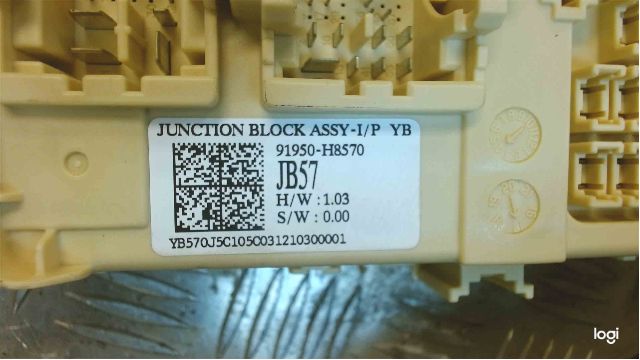 JUNCTION BLOCK ASSY-I/P YB
91950-H8570
JB57
H/W : 1.03
S/W : 0.00
YB570J5C105C031210300001
logi